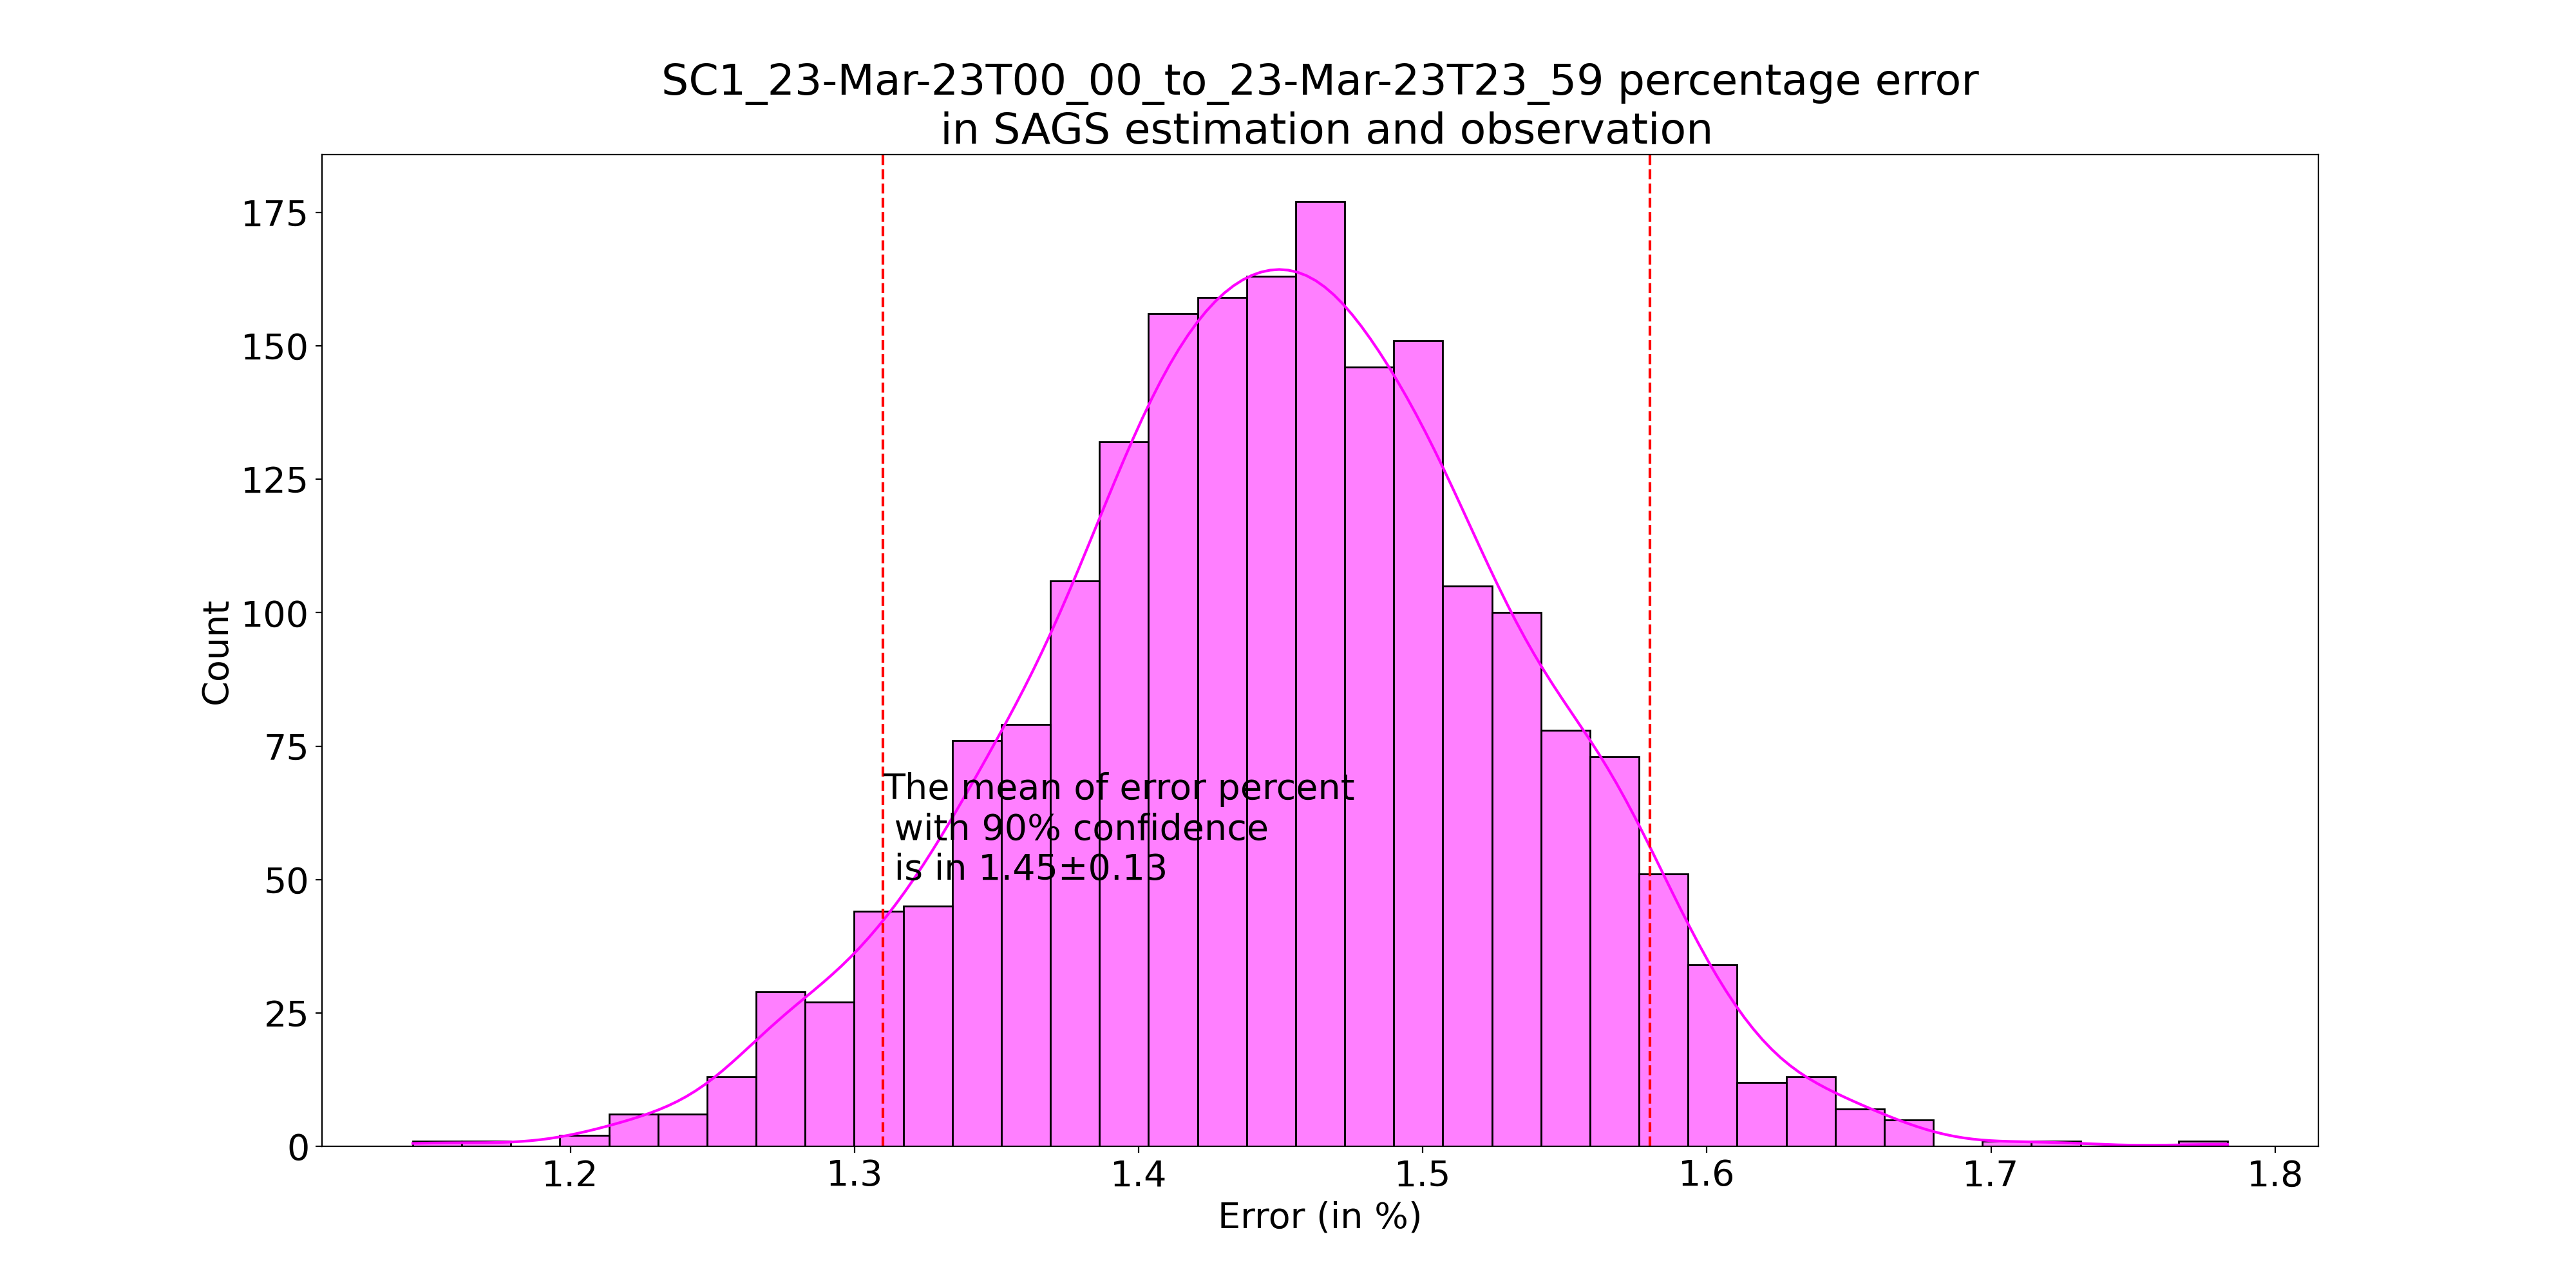 SC1_23-Mar-23T00_00_to_23-Mar-23T23_59 percentage error
in SAGS estimation and observation
175
150
125
100
75
50
25
0
Count
The mean of error percent
with 90% confidence
is in 1.45±0.13
1.2
1.3
1.4
1.5
1.6
1.7
1.8
Error (in %)